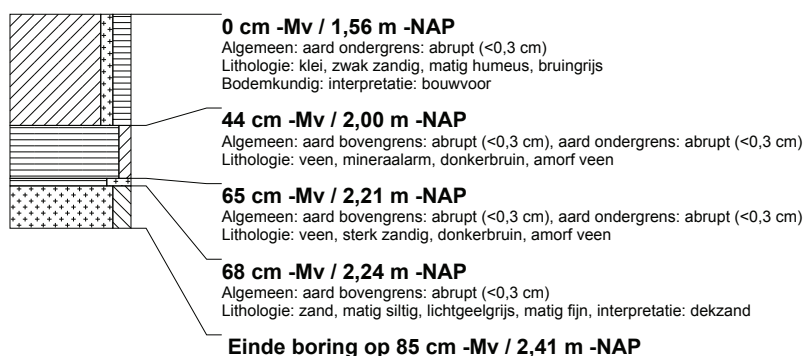 0 cm -Mv / 1,56 m -NAP
Algemeen: aard ondergrens: abrupt (<0,3 cm)
Lithologie: klei, zwak zandig, matig humeus, bruingrijs
Bodemkundig: interpretatie: bouwvoor
44 cm -Mv / 2,00 m -NAP
Algemeen: aard bovengrens: abrupt (<0,3 cm), aard ondergrens: abrupt (<0,3 cm)
Lithologie: veen, mineraalarm, donkerbruin, amorf veen
65 cm -Mv / 2,21 m -NAP
Algemeen: aard bovengrens: abrupt (<0,3 cm), aard ondergrens: abrupt (<0,3 cm)
Lithologie: veen, sterk zandig, donkerbruin, amorf veen
68 cm -Mv / 2,24 m -NAP
Algemeen: aard bovengrens: abrupt (<0,3 cm)
Lithologie: zand, matig siltig, lichtgeelgrijs, matig fijn, interpretatie: dekzand
Einde boring op 85 cm -Mv / 2,41 m -NAP